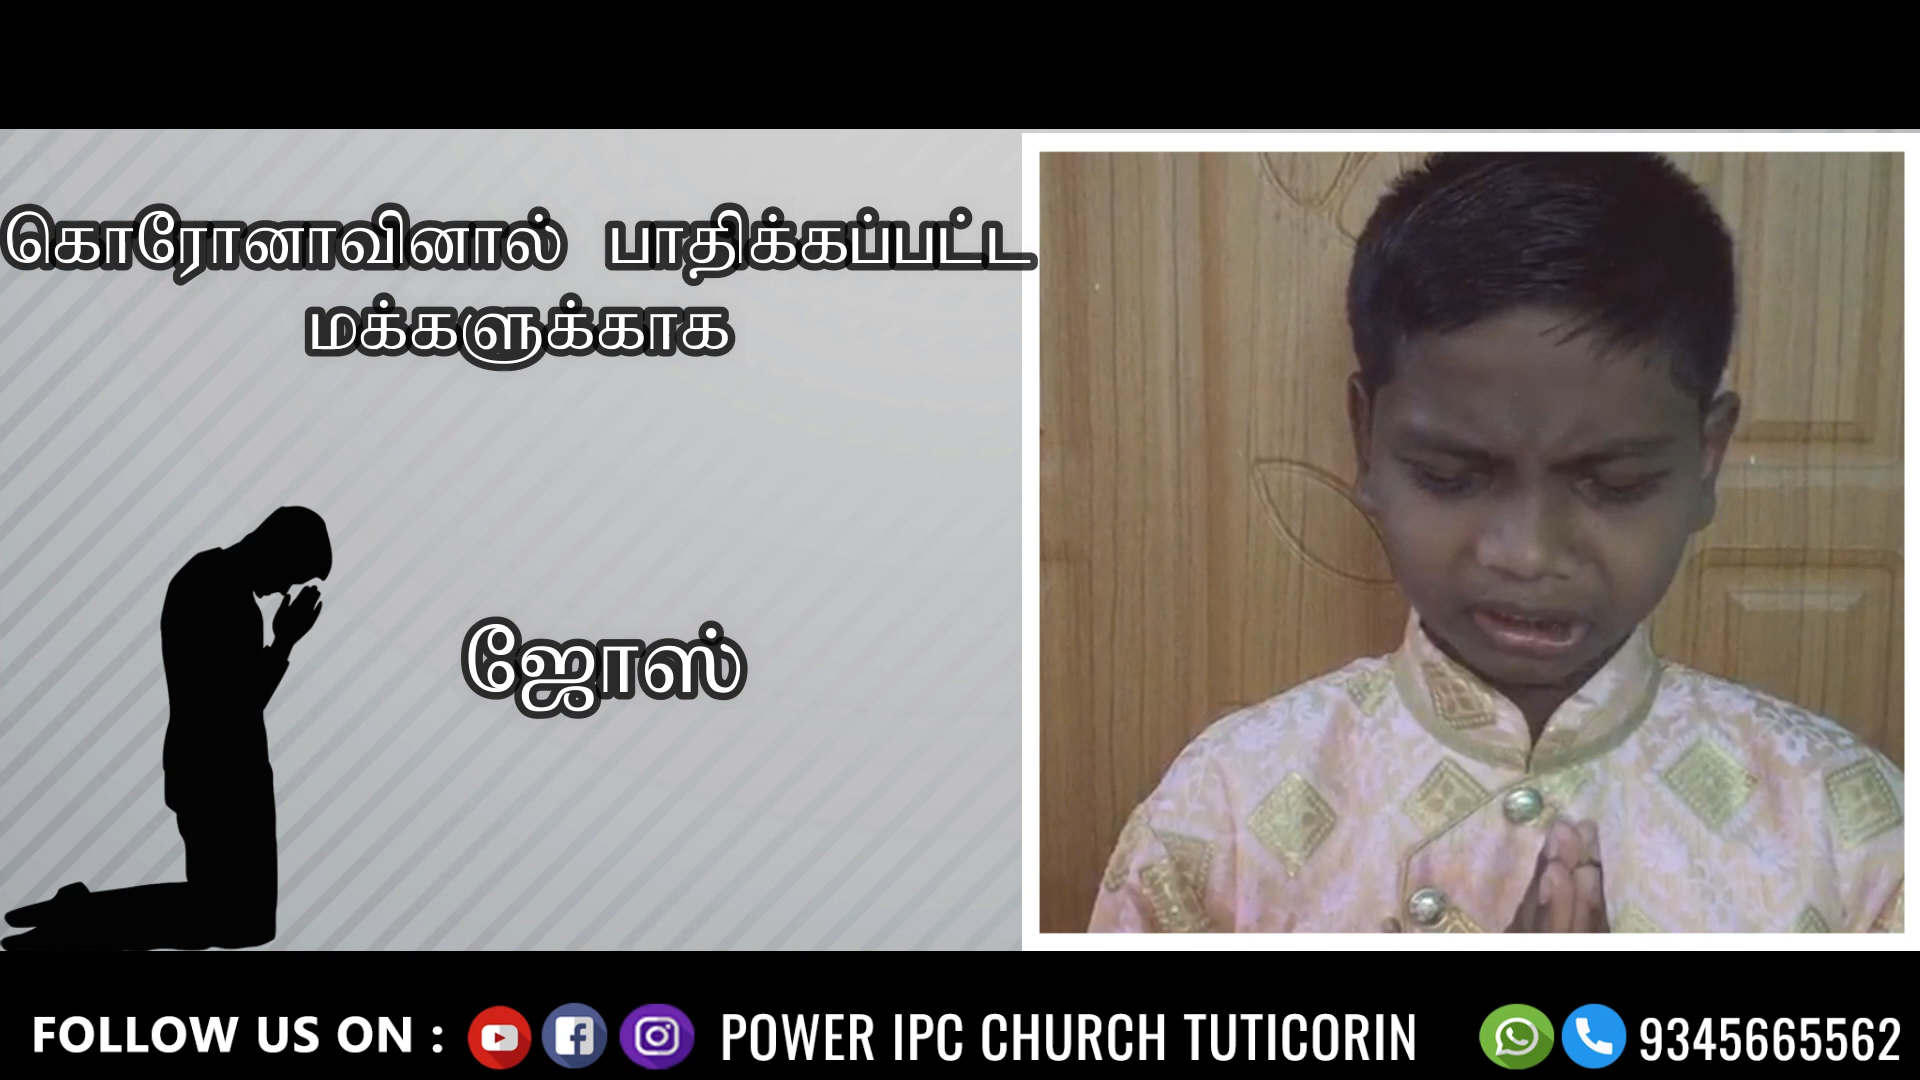 கொரோனாவினால் பாதிக்கப்பட்ட
மக்களுக்காக
ஜோஸ்
FOLLOW US ON : POWER IPC CHURCH TUTICORIN 9345665562